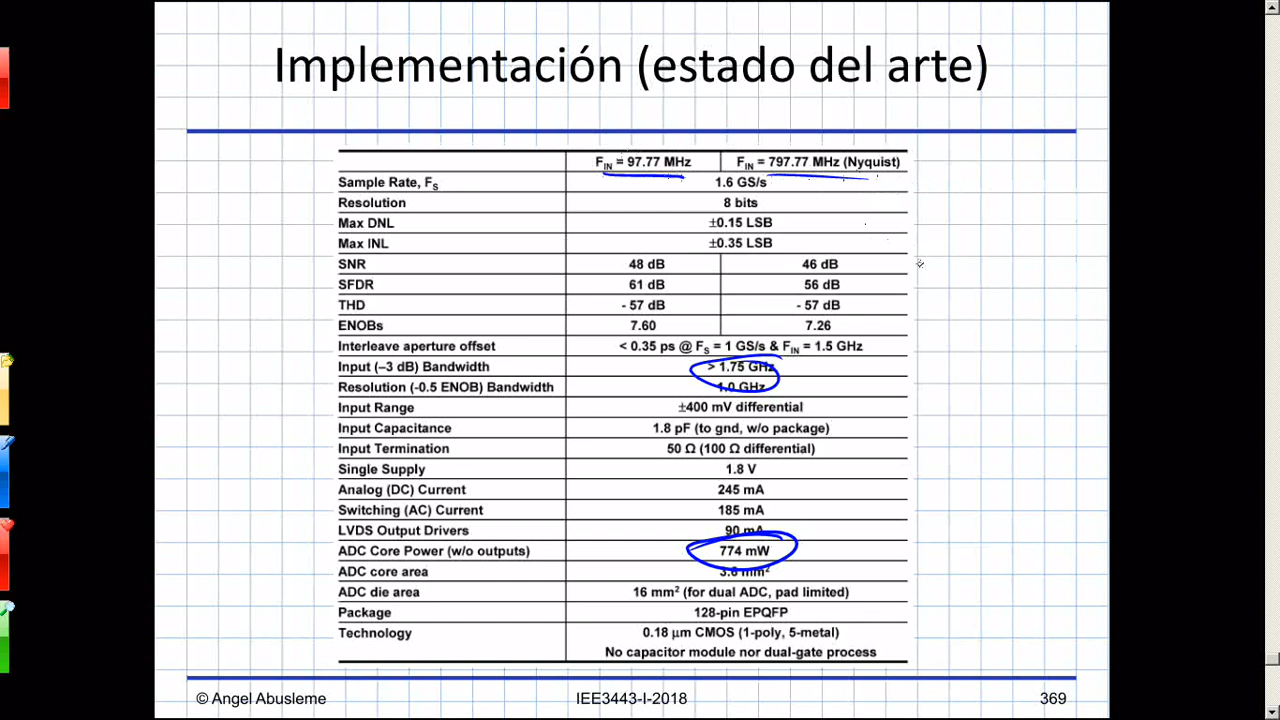 Implementación (estado del arte)
FIN = 97.77 MHz FIN = 797.77 MHz (Nyquist)
Sample Rate, FS 1.6 GS/s
Resolution 8 bits
Max DNL ±0.15 LSB
Max INL ±0.35 LSB
SNR 48 dB 46 dB
SFDR 61 dB 56 dB
THD - 57 dB - 57 dB
ENOBs 7.60 7.26
Interleave aperture offset < 0.35 ps @ FS = 1 GS/s & FIN = 1.5 GHz
Input (–3 dB) Bandwidth > 1.75 GHz
Resolution (-0.5 ENOB) Bandwidth 1.0 GHz
Input Range ±400 mV differential
Input Capacitance 1.8 pF (to gnd, w/o package)
Input Termination 50 Ω (100 Ω differential)
Single Supply 1.8 V
Analog (DC) Current 245 mA
Switching (AC) Current 185 mA
LVDS Output Drivers 90 mA
ADC Core Power (w/o outputs) 774 mW
ADC core area 3.6 mm²
ADC die area 16 mm² (for dual ADC, pad limited)
Package 128-pin EPQFP
Technology 0.18 μm CMOS (1-poly, 5-metal)
No capacitor module nor dual-gate process
© Angel Abusleme IEE3443-I-2018 369